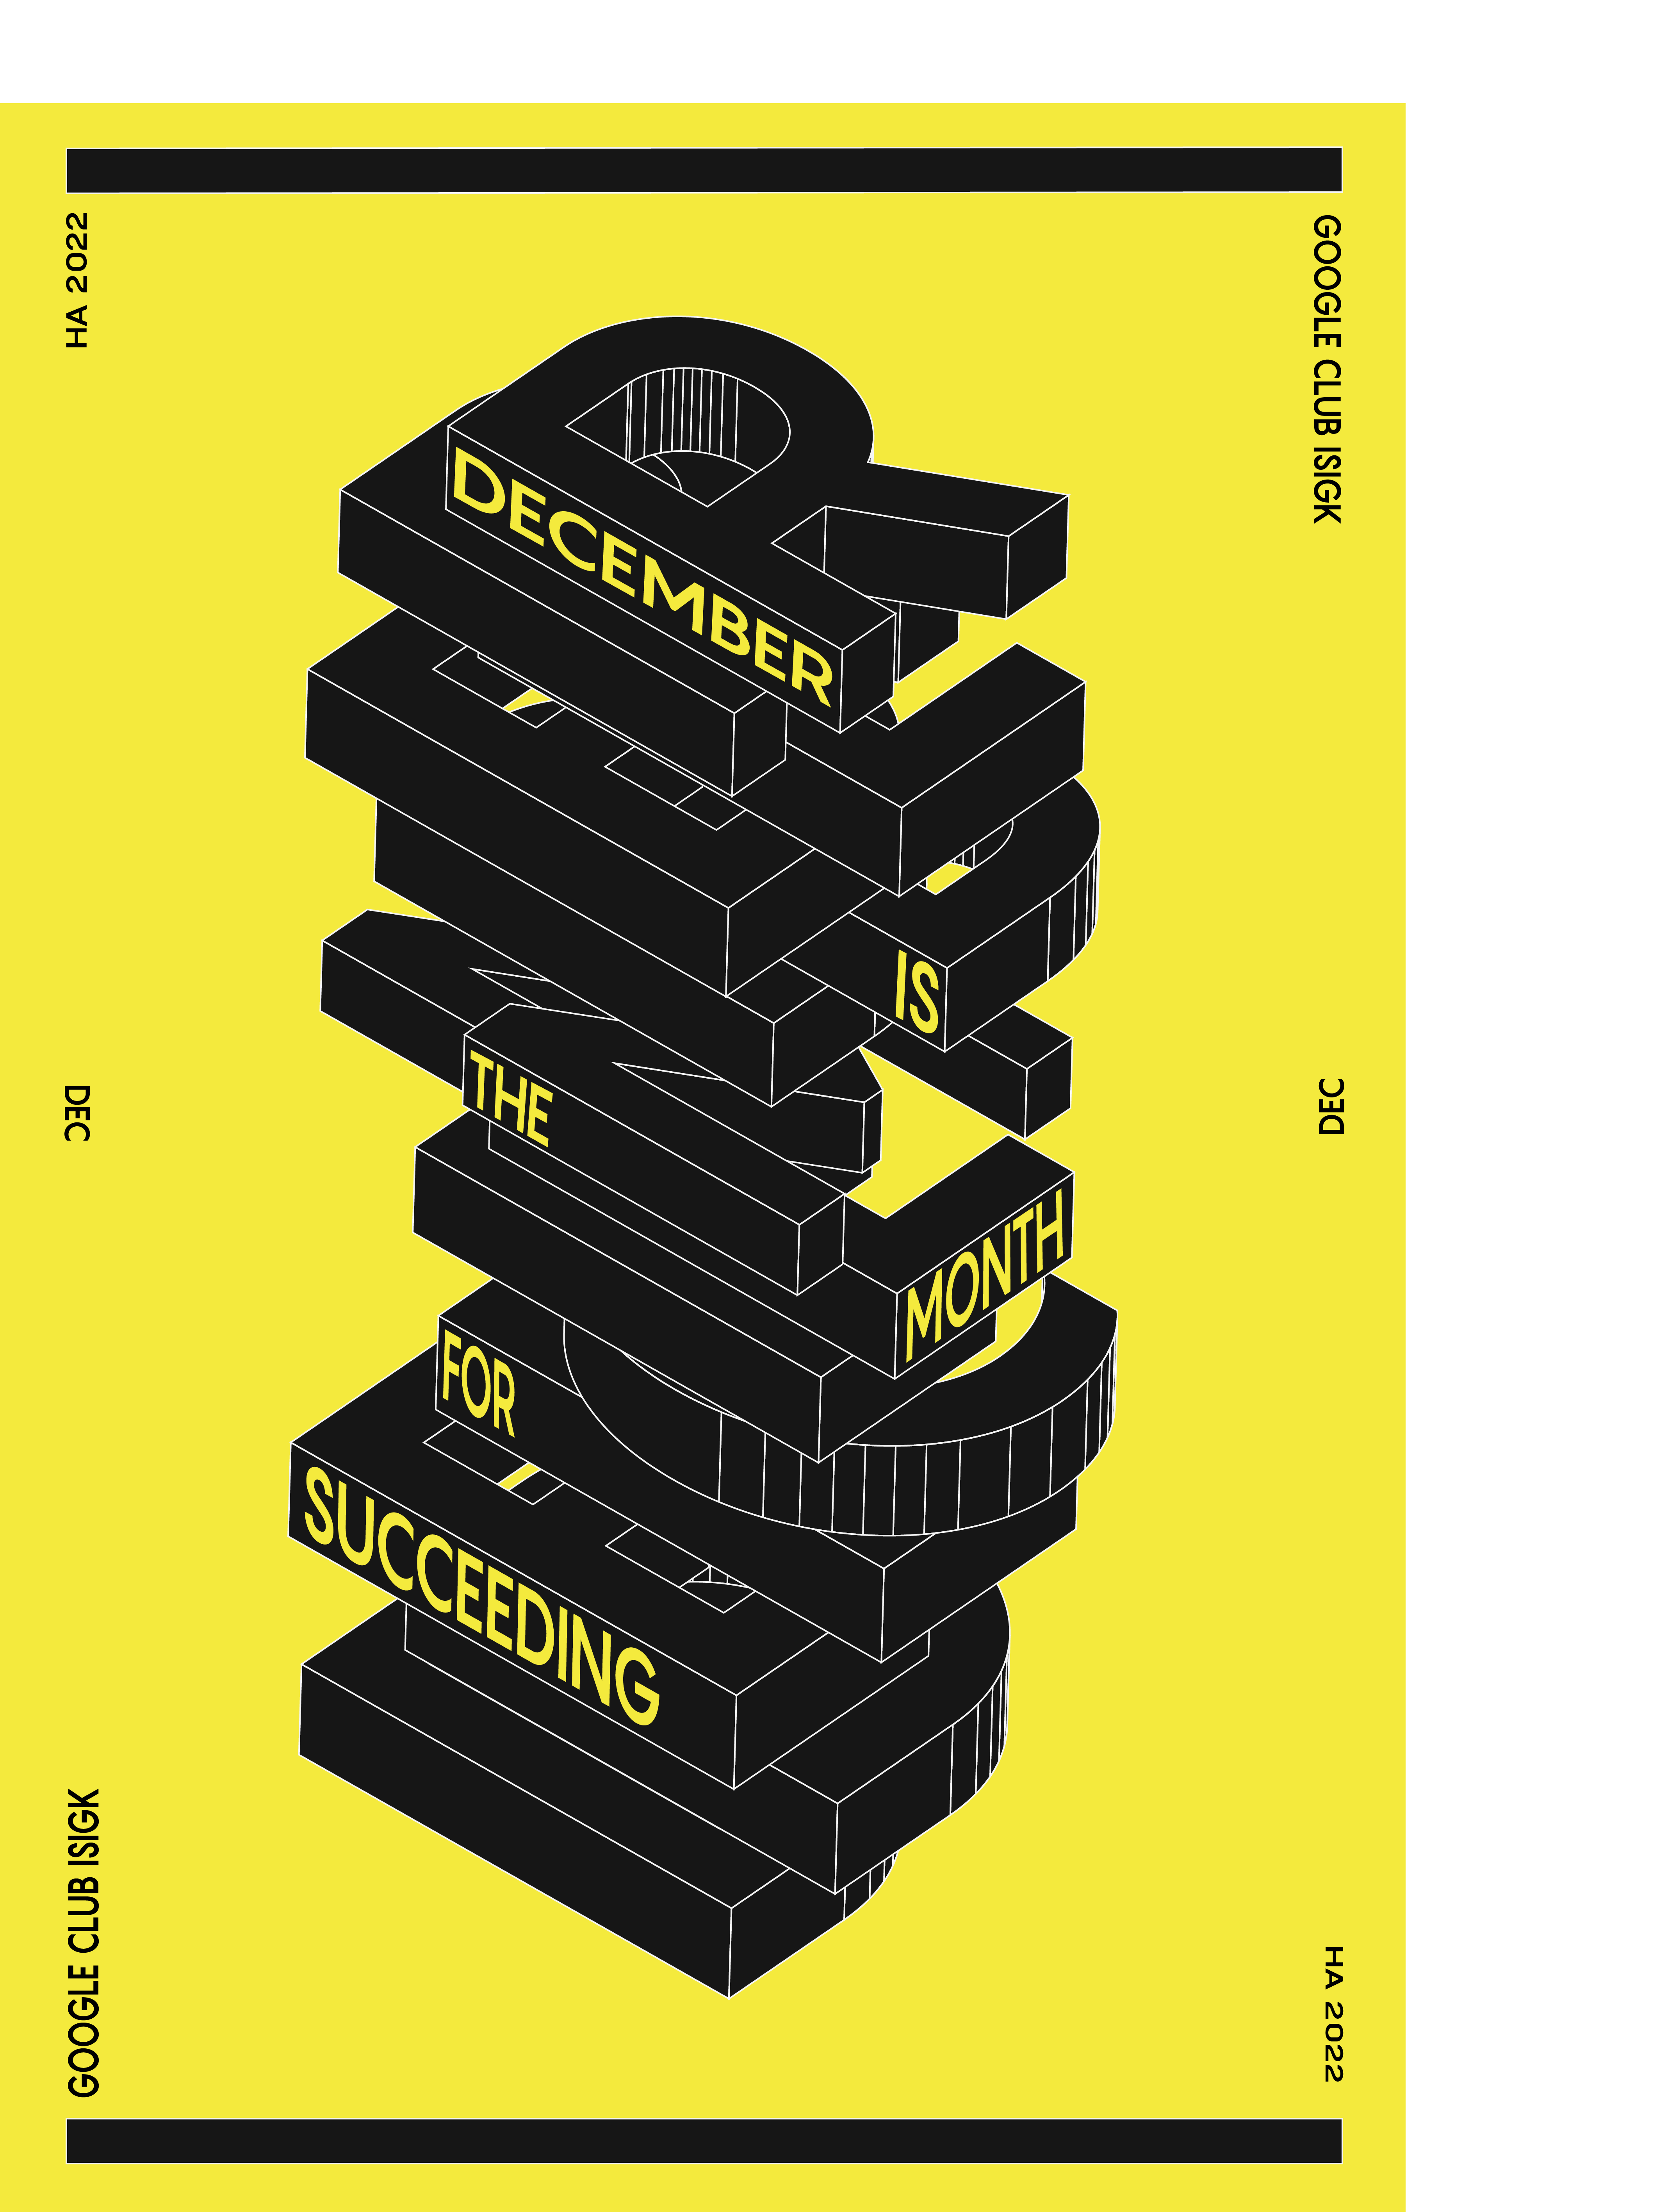 HA 2022
GOOGLE CLUB ISIGK
DECEMBER
IS
THE
MONTH
FOR
SUCCEEDING
DEC
DEC
GOOGLE CLUB ISIGK
HA 2022